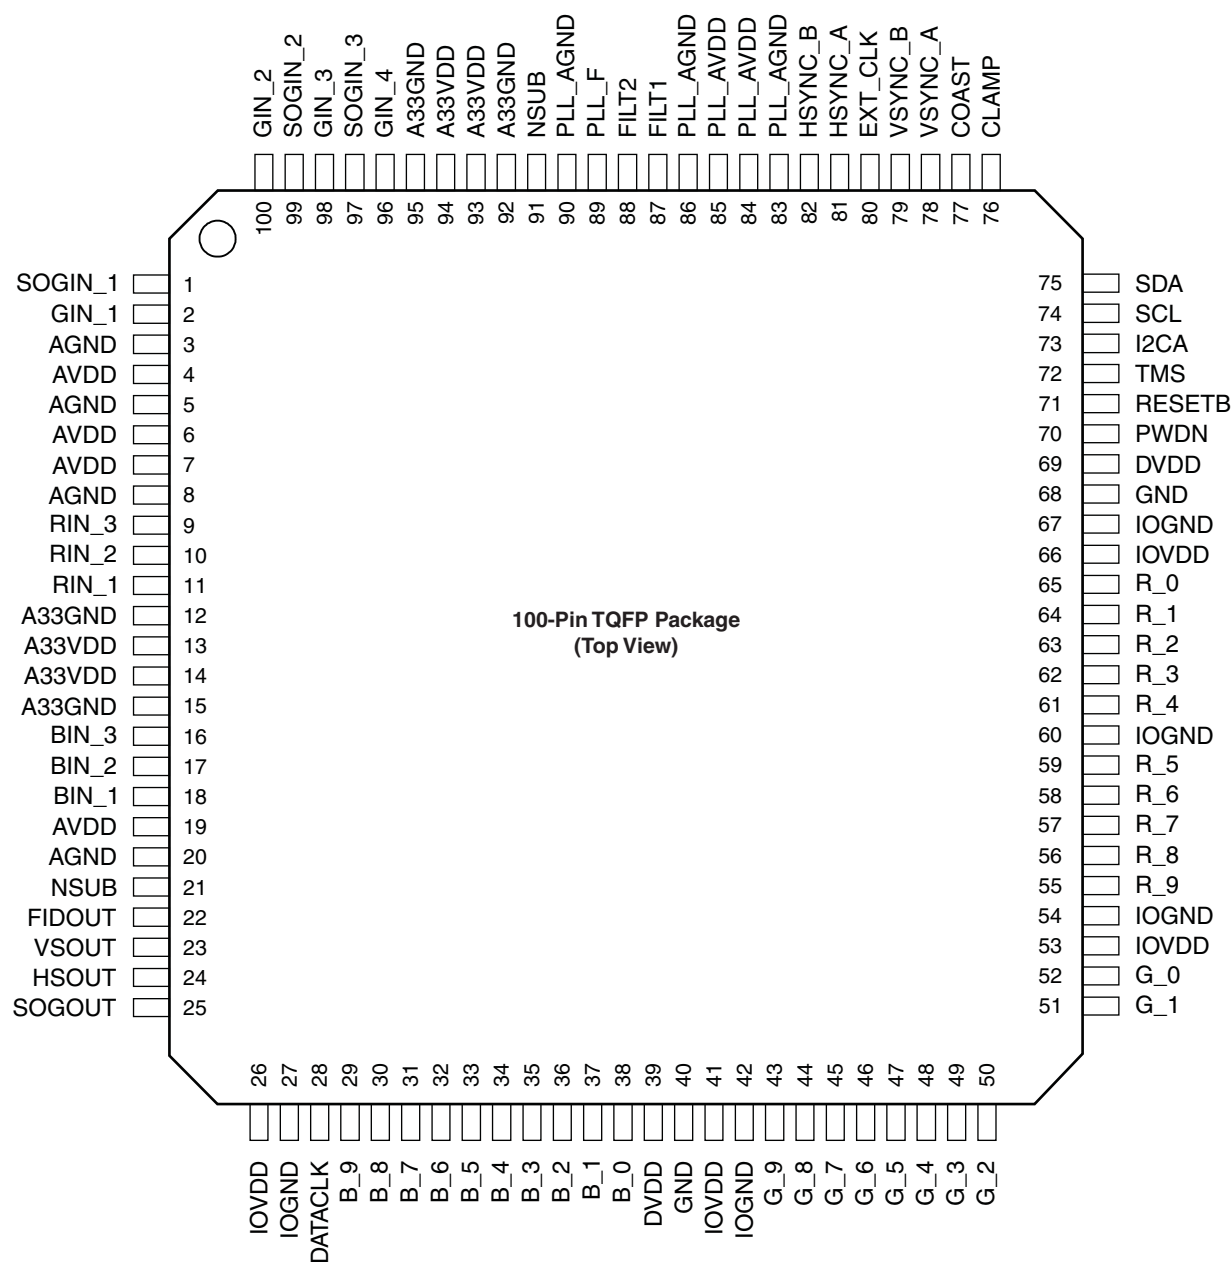 GIN_2
SOGIN_2
GIN_3
SOGIN_3
GIN_4
A33GND
A33VDD
A33VDD
A33GND
NSUB
PLL_AGND
PLL_F
FILT2
FILT1
PLL_AGND
PLL_AVDD
PLL_AVDD
PLL_AGND
HSYNC_B
HSYNC_A
EXT_CLK
VSYNC_B
VSYNC_A
COAST
CLAMP
100
99
98
97
96
95
94
93
92
91
90
89
88
87
86
85
84
83
82
81
80
79
78
77
76
SOGIN_1 1
GIN_1 2
AGND 3
AVDD 4
AGND 5
AVDD 6
AVDD 7
AGND 8
RIN_3 9
RIN_2 10
RIN_1 11
A33GND 12
A33VDD 13
A33VDD 14
A33GND 15
BIN_3 16
BIN_2 17
BIN_1 18
AVDD 19
AGND 20
NSUB 21
FIDOUT 22
VSOUT 23
HSOUT 24
SOGOUT 25
100-Pin TQFP Package
(Top View)
75 SDA
74 SCL
73 I2CA
72 TMS
71 RESETB
70 PWDN
69 DVDD
68 GND
67 IOGND
66 IOVDD
65 R_0
64 R_1
63 R_2
62 R_3
61 R_4
60 IOGND
59 R_5
58 R_6
57 R_7
56 R_8
55 R_9
54 IOGND
53 IOVDD
52 G_0
51 G_1
26
27
28
29
30
31
32
33
34
35
36
37
38
39
40
41
42
43
44
45
46
47
48
49
50
IOVDD
IOGND
DATACLK
B_9
B_8
B_7
B_6
B_5
B_4
B_3
B_2
B_1
B_0
DVDD
GND
IOVDD
IOGND
G_9
G_8
G_7
G_6
G_5
G_4
G_3
G_2